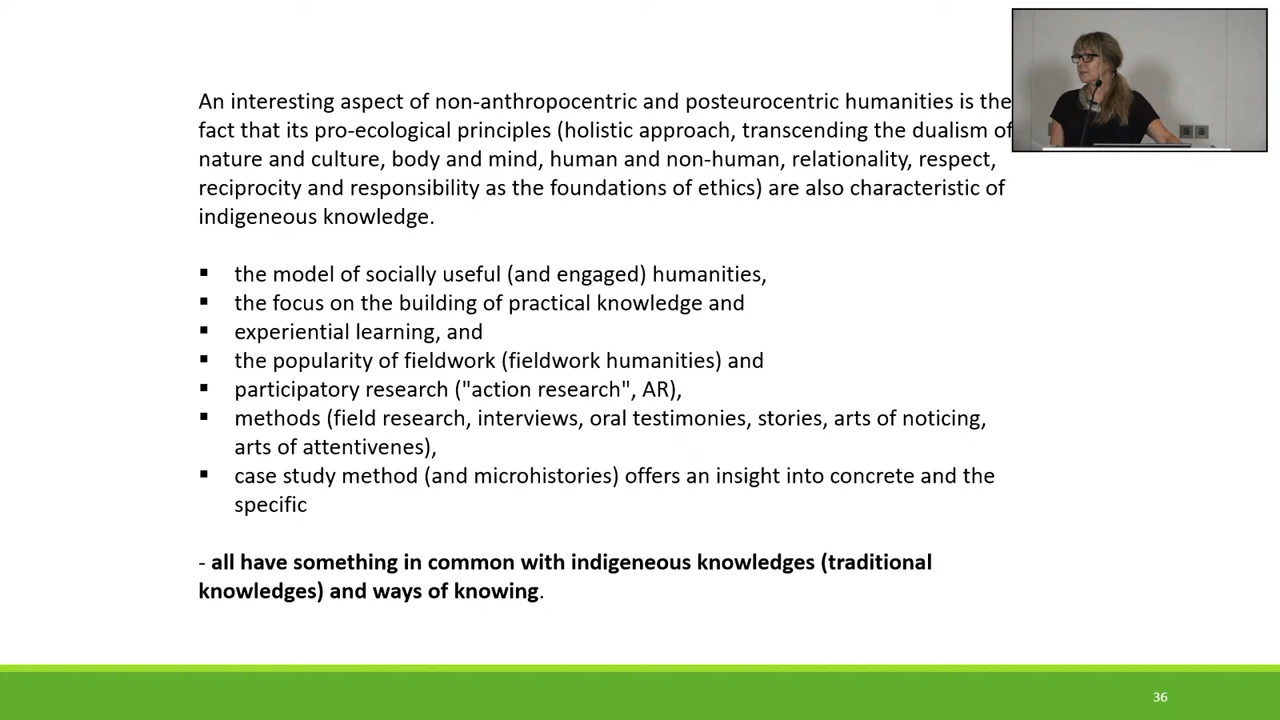 An interesting aspect of non-anthropocentric and posteurocentric humanities is the
fact that its pro-ecological principles (holistic approach, transcending the dualism of
nature and culture, body and mind, human and non-human, relationality, respect,
reciprocity and responsibility as the foundations of ethics) are also characteristic of
indigeneous knowledge.
▪ the model of socially useful (and engaged) humanities,
▪ the focus on the building of practical knowledge and
▪ experiential learning, and
▪ the popularity of fieldwork (fieldwork humanities) and
▪ participatory research ("action research", AR),
▪ methods (field research, interviews, oral testimonies, stories, arts of noticing,
arts of attentivenes),
▪ case study method (and microhistories) offers an insight into concrete and the
specific
- all have something in common with indigeneous knowledges (traditional
knowledges) and ways of knowing.
36